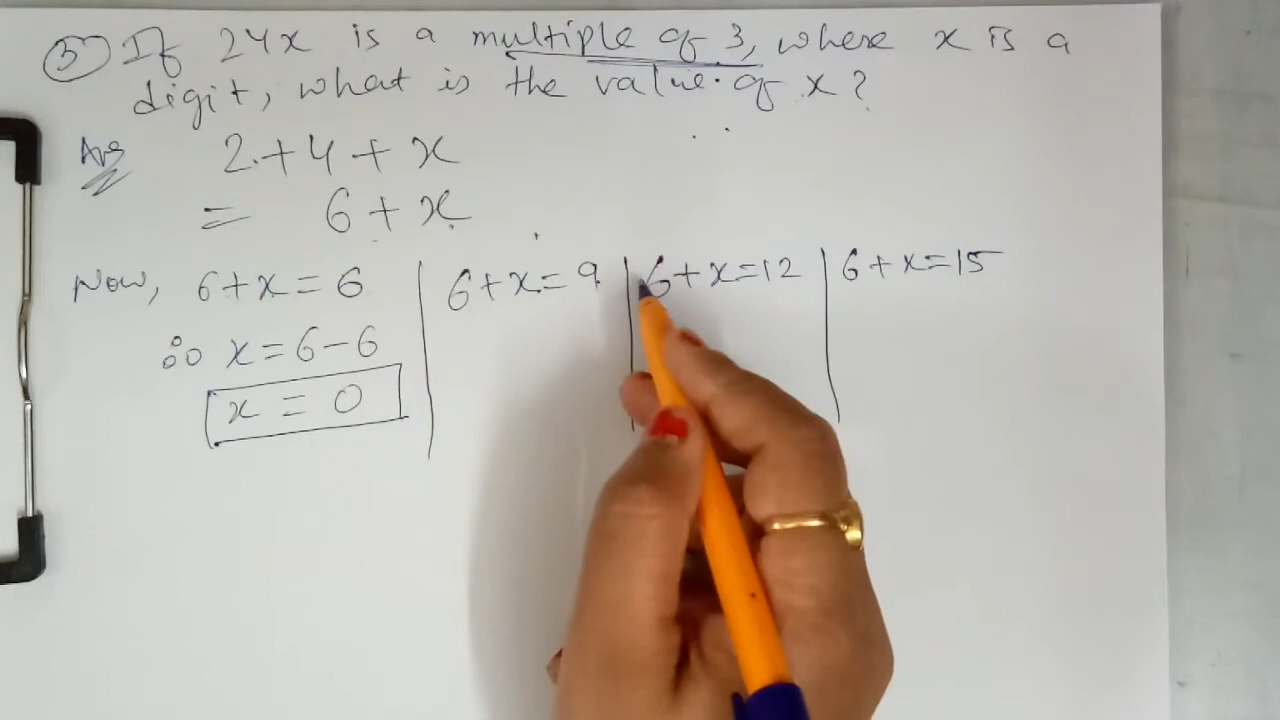 5) If 24x is a multiple of 3, where x is a
digit, what is the value of x?
Ans 2+4+x
= 6+x
Now, 6+x=6 | 6+x=9 | 6+x=12 | 6+x=15
∴ x=6-6
x = 0